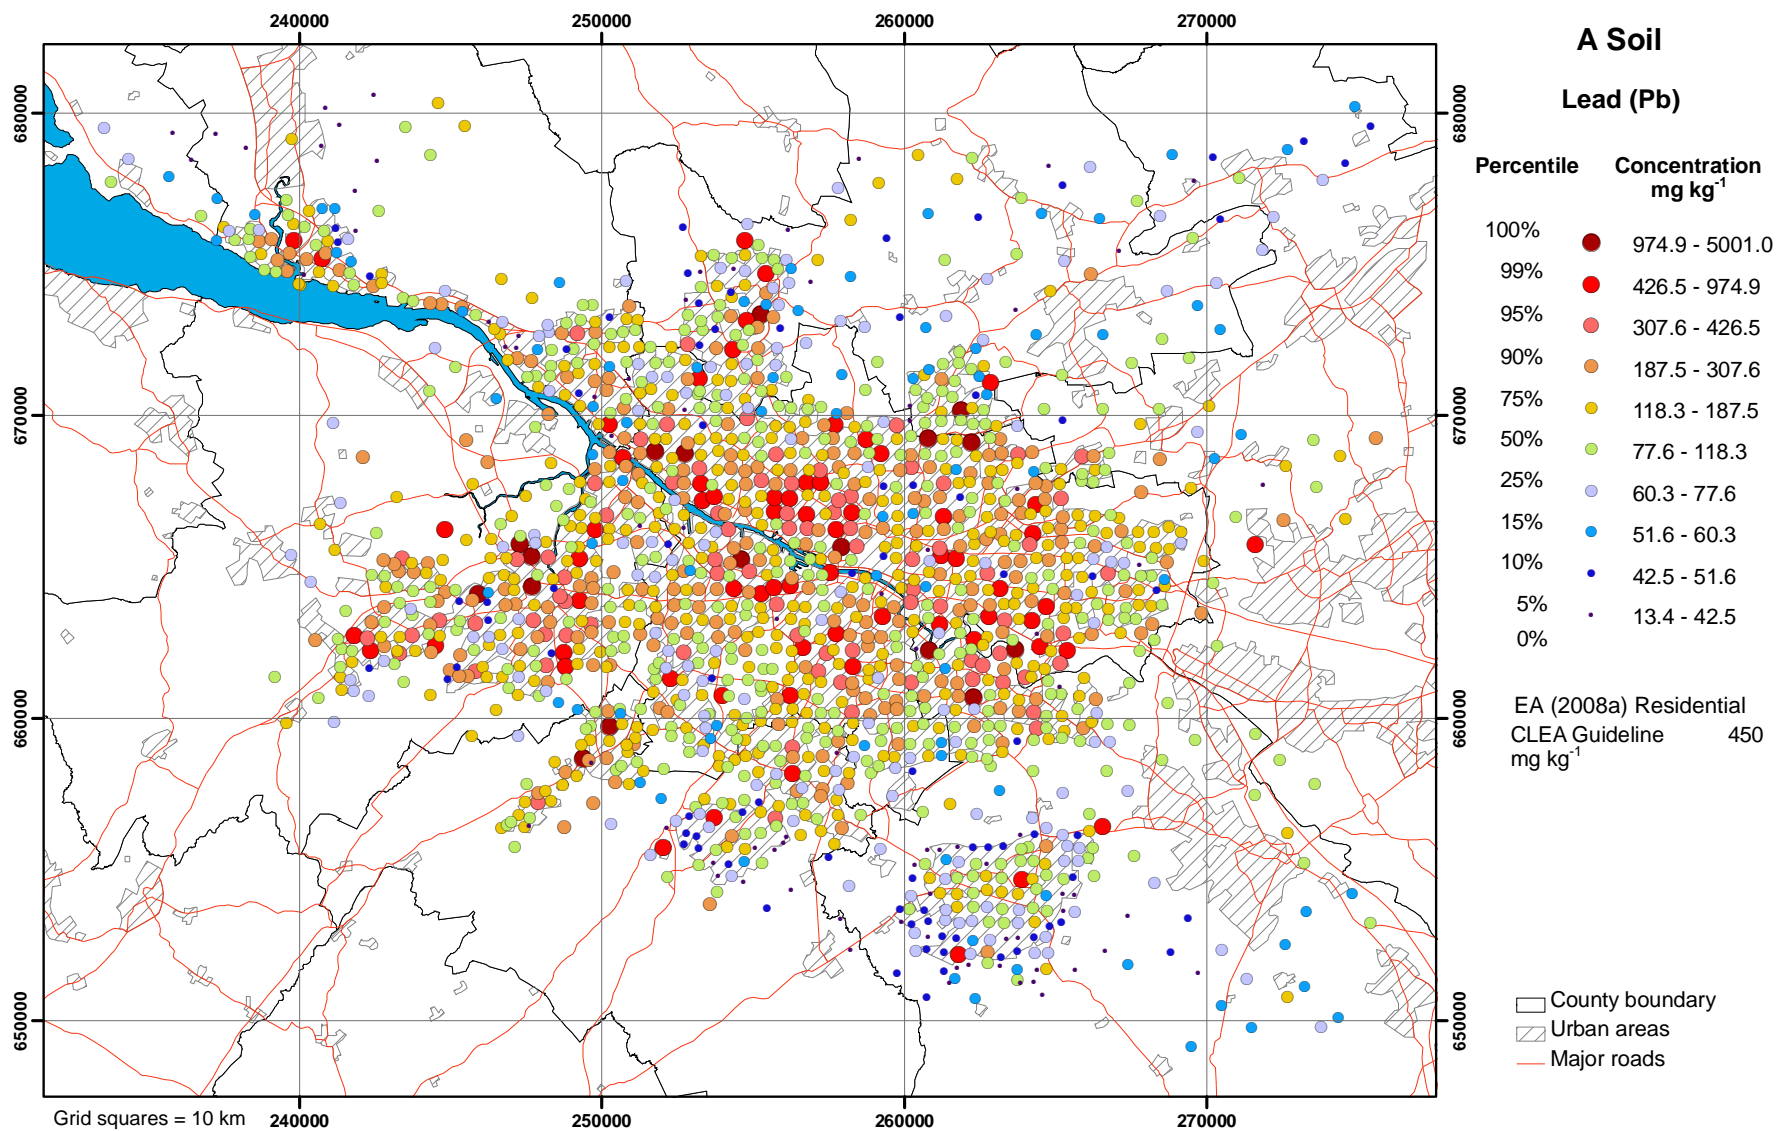 240000
250000
260000
270000
680000
670000
660000
650000
680000
670000
660000
650000
240000
250000
260000
270000
Grid squares = 10 km
A Soil
Lead (Pb)
Percentile
Concentration
mg kg-1
100%
974.9 - 5001.0
99%
426.5 - 974.9
95%
307.6 - 426.5
90%
187.5 - 307.6
75%
118.3 - 187.5
50%
77.6 - 118.3
25%
60.3 - 77.6
15%
51.6 - 60.3
10%
42.5 - 51.6
5%
13.4 - 42.5
0%
EA (2008a) Residential
CLEA Guideline 450
mg kg-1
County boundary
Urban areas
Major roads